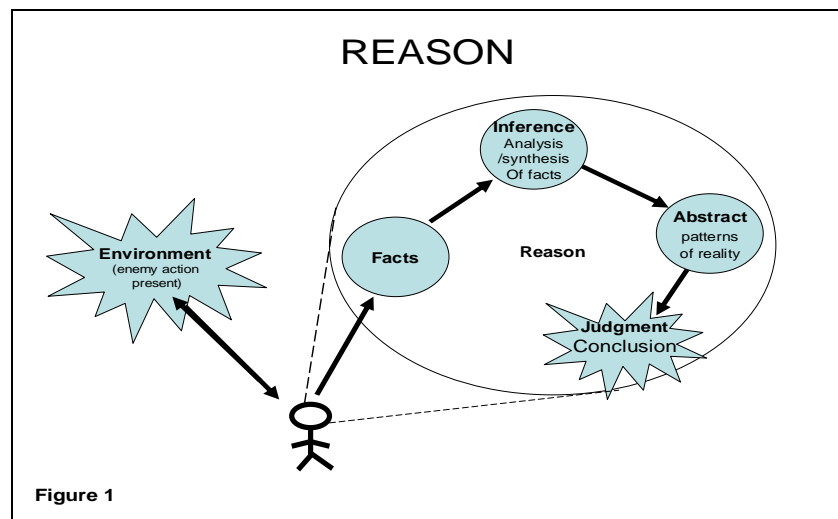 REASON
Inference
Analysis
/synthesis
Of facts
Abstract
patterns
of reality
Environment
(enemy action
present)
Facts
Reason
Judgment
Conclusion
Figure 1